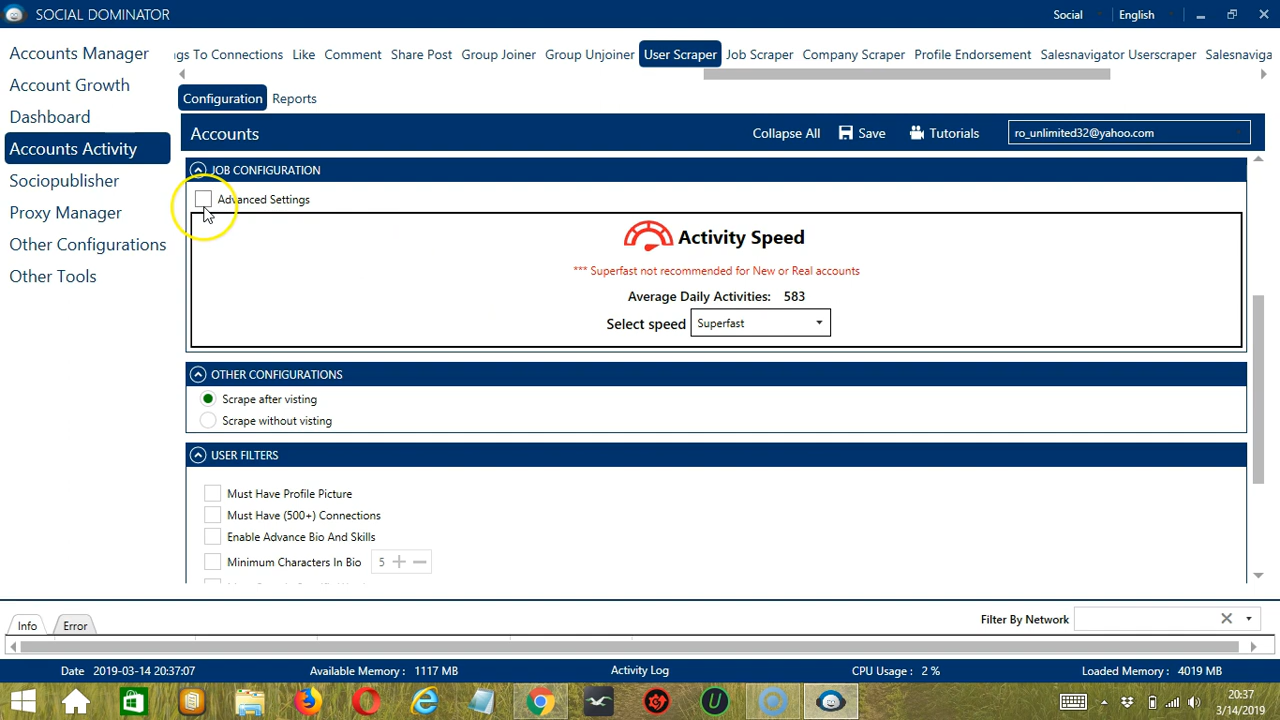 SOCIAL DOMINATOR
Social
English
Accounts Manager
Account Growth
Dashboard
Accounts Activity
Sociopublisher
Proxy Manager
Other Configurations
Other Tools
gs To Connections Like Comment Share Post Group Joiner Group Unjoiner User Scraper Job Scraper Company Scraper Profile Endorsement Salesnavigator Userscraper Salesnaviga
Configuration Reports
Accounts Collapse All Save Tutorials ro_unlimited32@yahoo.com
JOB CONFIGURATION
Advanced Settings
Activity Speed
*** Superfast not recommended for New or Real accounts
Average Daily Activities: 583
Select speed Superfast
OTHER CONFIGURATIONS
Scrape after visting
Scrape without visting
USER FILTERS
Must Have Profile Picture
Must Have (500+) Connections
Enable Advance Bio And Skills
Minimum Characters In Bio 5
Info Error Filter By Network
Date 2019-03-14 20:37:07 Available Memory : 1117 MB Activity Log CPU Usage : 2 % Loaded Memory : 4019 MB
20:37
3/14/2019